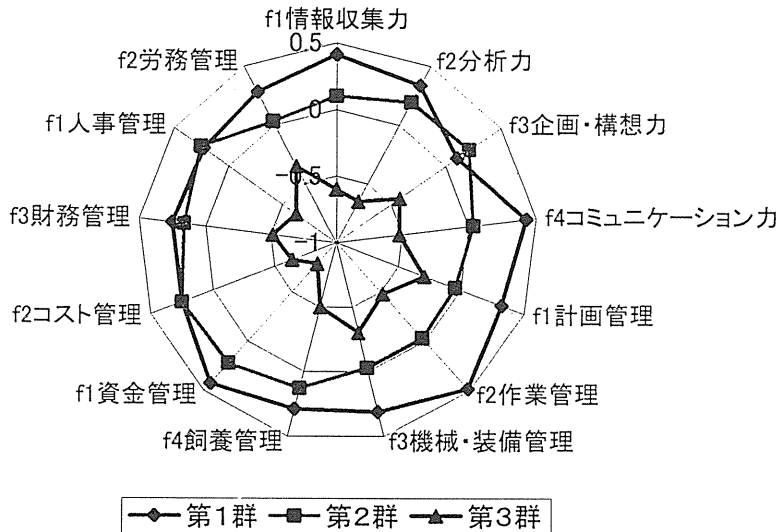 f1情報収集力
0.5
f2労務管理
f2分析力
0
f1人事管理
f3企画・構想力
-0.5
f3財務管理
f4コミュニケーション力
-1
f2コスト管理
f1計画管理
f1資金管理
f2作業管理
f4飼養管理
f3機械・装備管理
第1群 第2群 第3群